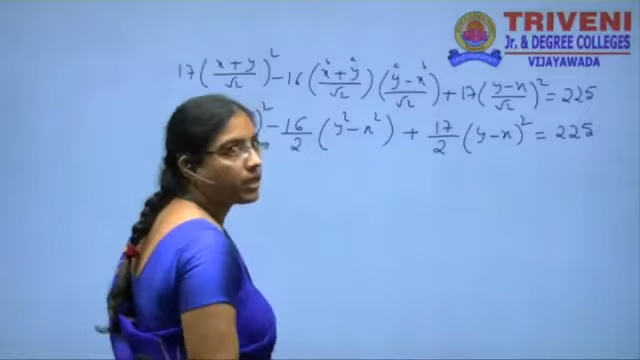 TRIVENI
Jr. & DEGREE COLLEGES
VIJAYAWADA
17(x+y/√2)² - 16(x+y/√2)(y-x/√2) + 17(y-x/√2)² = 225
)² - 16/2 (y² - x²) + 17/2 (y-x)² = 225